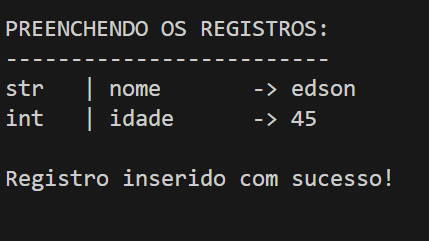 PREENCHENDO OS REGISTROS:
-------------------------
str   | nome       -> edson
int   | idade      -> 45
Registro inserido com sucesso!